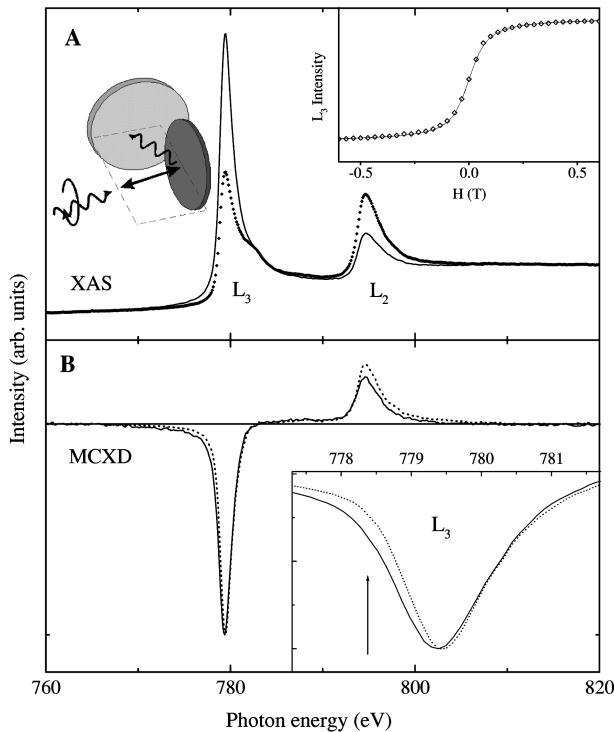 A
L3 Intensity
-0.5 0.0 0.5
H (T)
XAS
L3
L2
Intensity (arb. units)
B
MCXD
778 779 780 781
L3
760 780 800 820
Photon energy (eV)